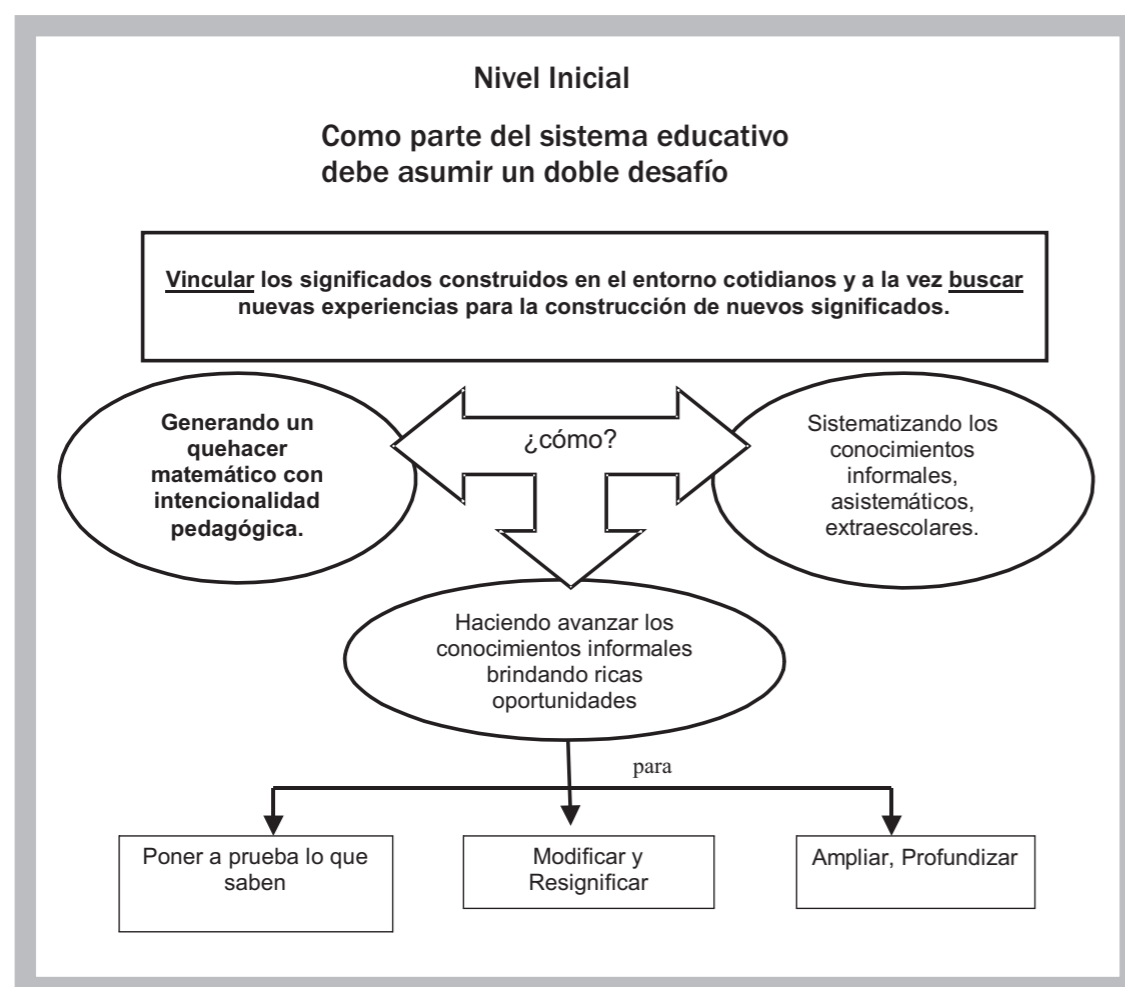 Nivel Inicial
Como parte del sistema educativo
debe asumir un doble desafío
Vincular los significados construidos en el entorno cotidianos y a la vez buscar
nuevas experiencias para la construcción de nuevos significados.
¿cómo?
Generando un
quehacer
matemático con
intencionalidad
pedagógica.
Sistematizando los
conocimientos
informales,
asistemáticos,
extraescolares.
Haciendo avanzar los
conocimientos informales
brindando ricas
oportunidades
para
Poner a prueba lo que
saben
Modificar y
Resignificar
Ampliar, Profundizar